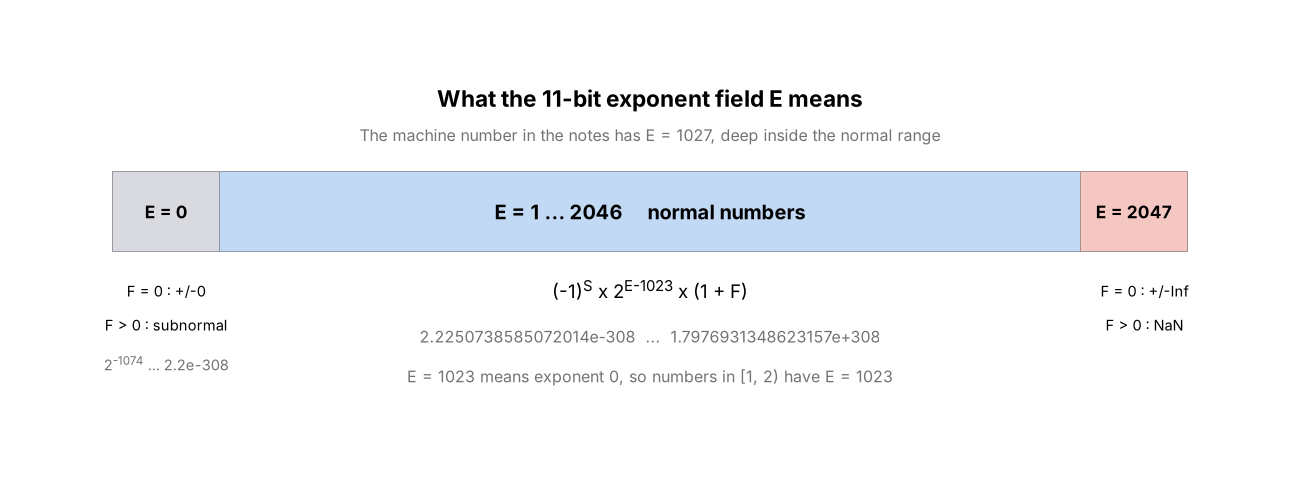 What the 11-bit exponent field E means
The machine number in the notes has E = 1027, deep inside the normal range
E = 0
E = 1 ... 2046 normal numbers
E = 2047
F = 0 : +/-0
F > 0 : subnormal
2^-1074 ... 2.2e-308
(-1)^S x 2^E-1023 x (1 + F)
2.2250738585072014e-308 ... 1.7976931348623157e+308
E = 1023 means exponent 0, so numbers in [1, 2) have E = 1023
F = 0 : +/-Inf
F > 0 : NaN